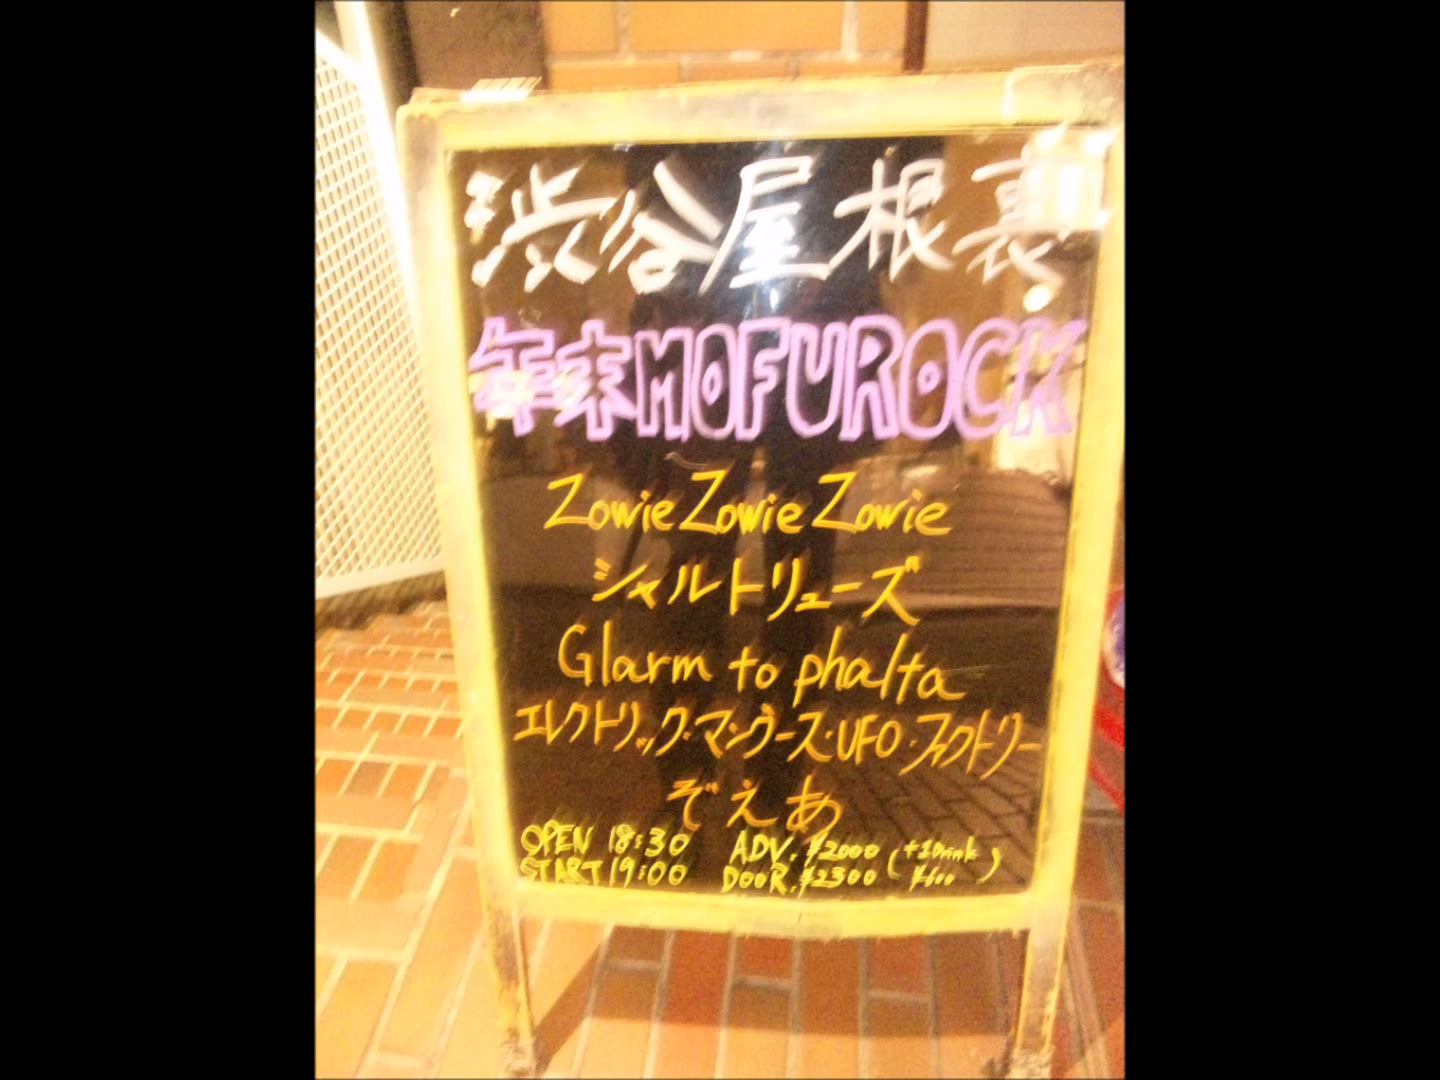 渋谷屋根裏
年末MOFUROCK
Zowie Zowie Zowie
シャルトリューズ
Glarm to phalta
エレクトリック・マングース・UFO・ファクトリー
ぞえあ
OPEN 18:30 ADV. ¥2000 (+1Drink
START 19:00 DOOR. ¥2300 ¥600)